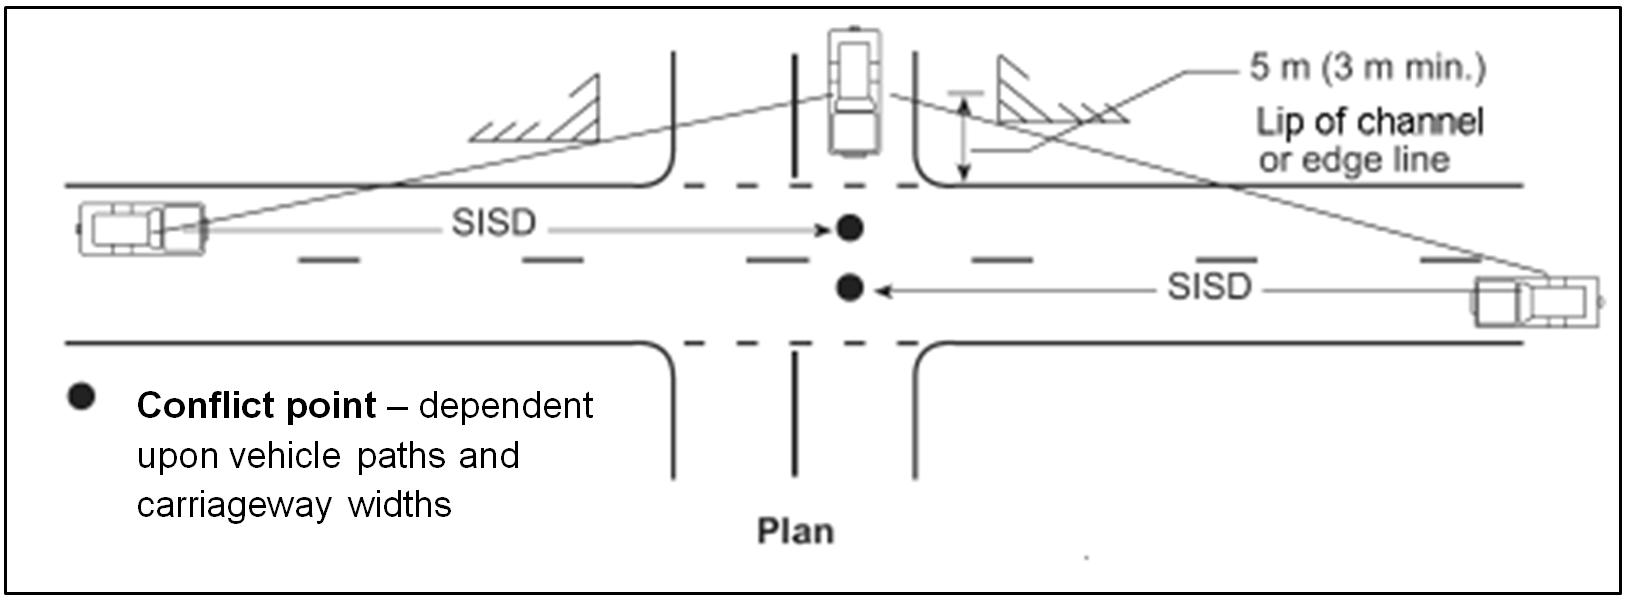 5 m (3 m min.)
Lip of channel
or edge line
SISD
SISD
Conflict point – dependent
upon vehicle paths and
carriageway widths
Plan